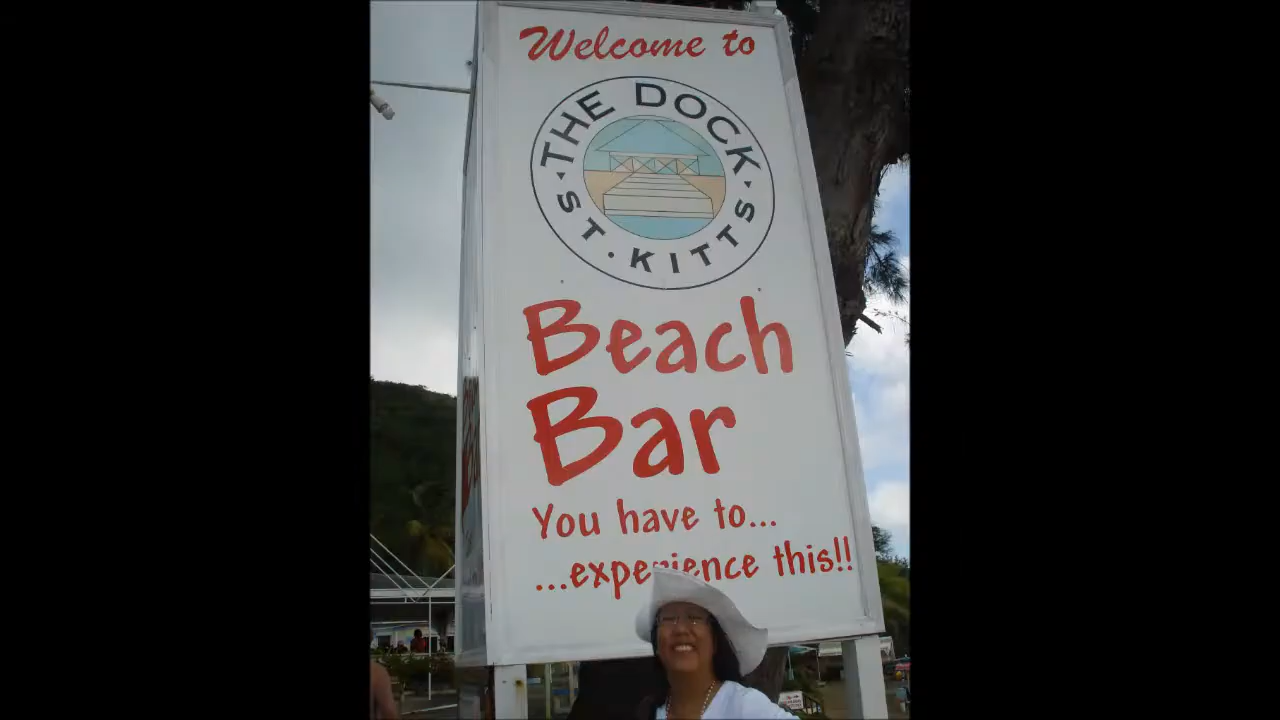 Welcome to
THE DOCK
· ST. KITTS ·
Beach
Bar
You have to...
...experience this!!